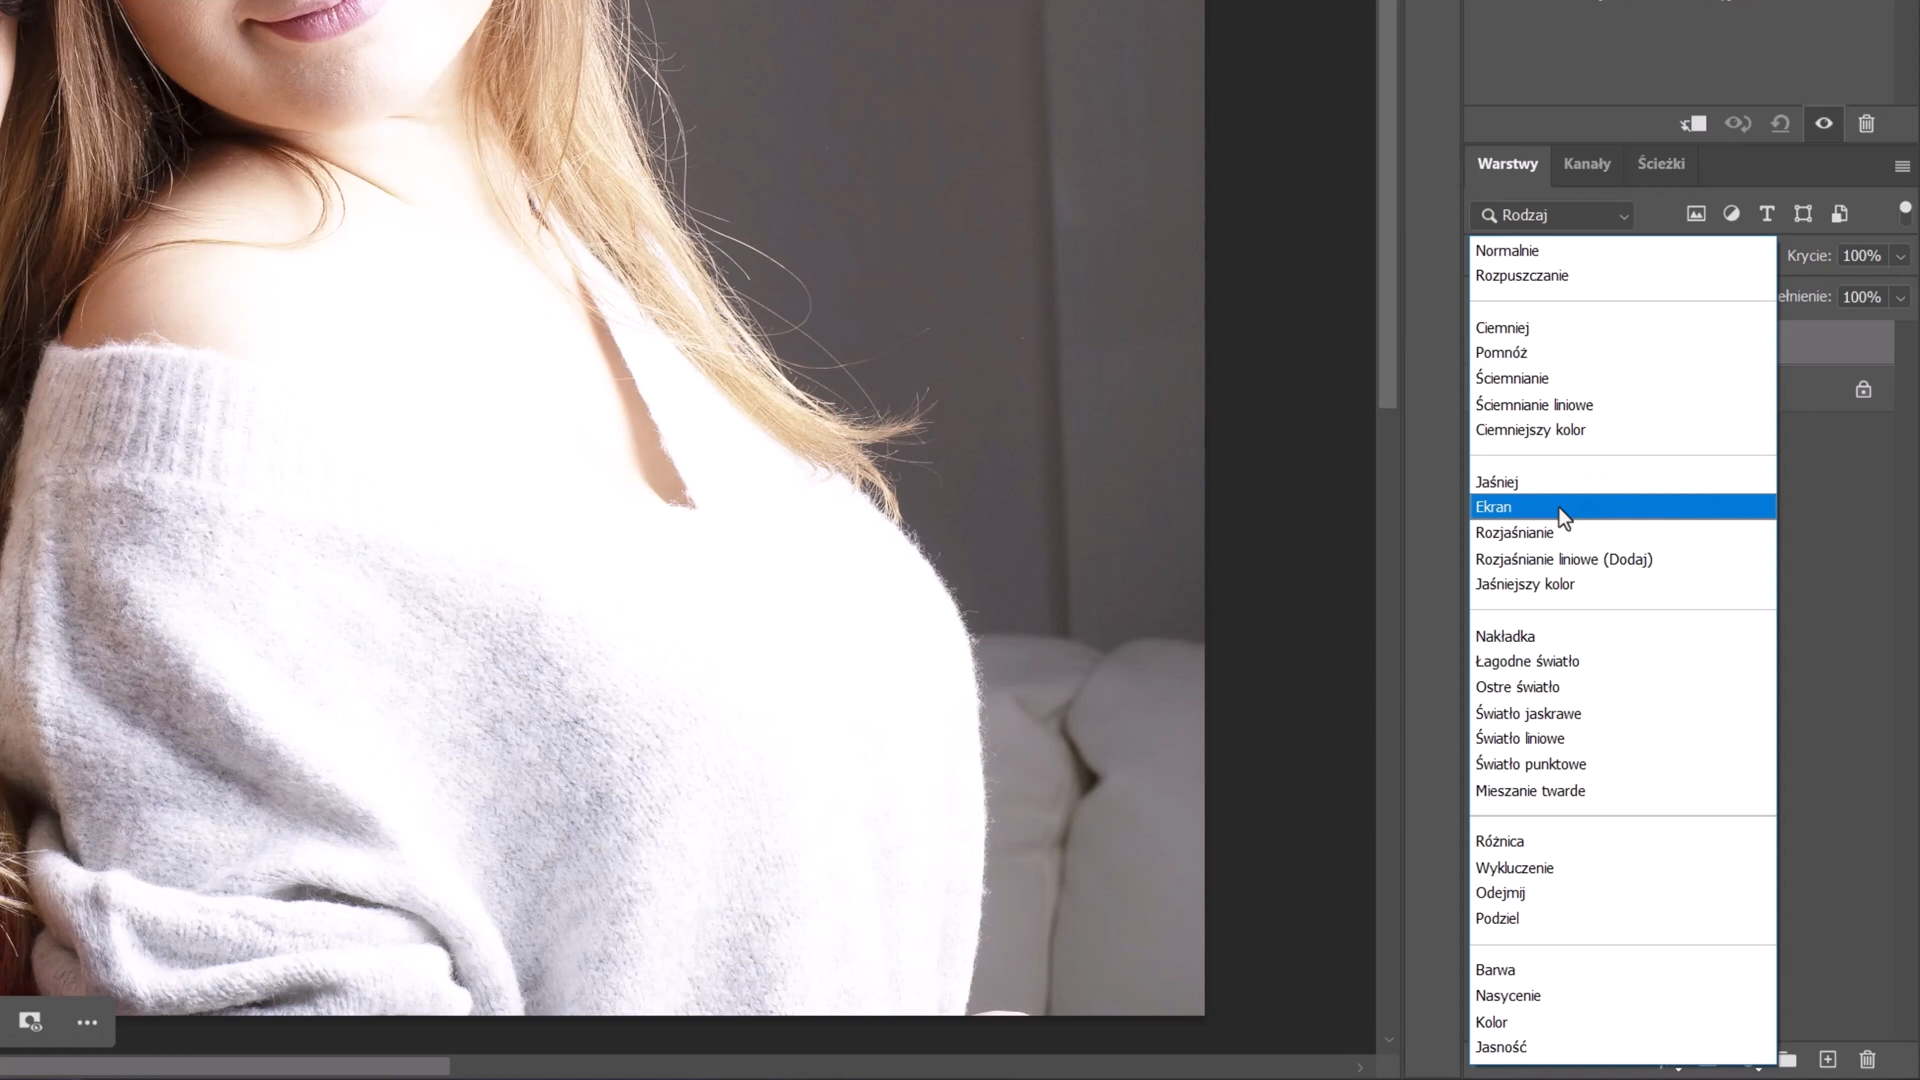 Warstwy Kanały Ścieżki
Rodzaj
Normalnie
Krycie: 100%
Rozpuszczanie
ełnienie: 100%
Ciemniej
Pomnóż
Ściemnianie
Ściemnianie liniowe
Ciemniejszy kolor
Jaśniej
Ekran
Rozjaśnianie
Rozjaśnianie liniowe (Dodaj)
Jaśniejszy kolor
Nakładka
Łagodne światło
Ostre światło
Światło jaskrawe
Światło liniowe
Światło punktowe
Mieszanie twarde
Różnica
Wykluczenie
Odejmij
Podziel
Barwa
Nasycenie
Kolor
Jasność